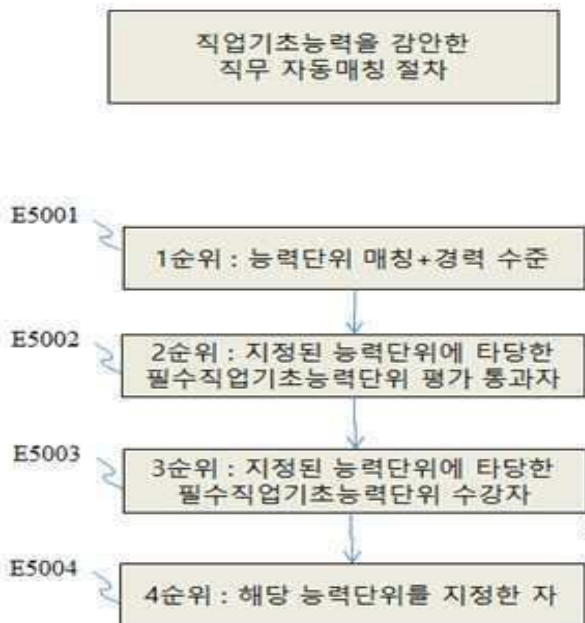 직업기초능력을 감안한
직무 자동매칭 절차
E5001
1순위 : 능력단위 매칭+경력 수준
E5002
2순위 : 지정된 능력단위에 타당한
필수직업기초능력단위 평가 통과자
E5003
3순위 : 지정된 능력단위에 타당한
필수직업기초능력단위 수강자
E5004
4순위 : 해당 능력단위를 지정한 자